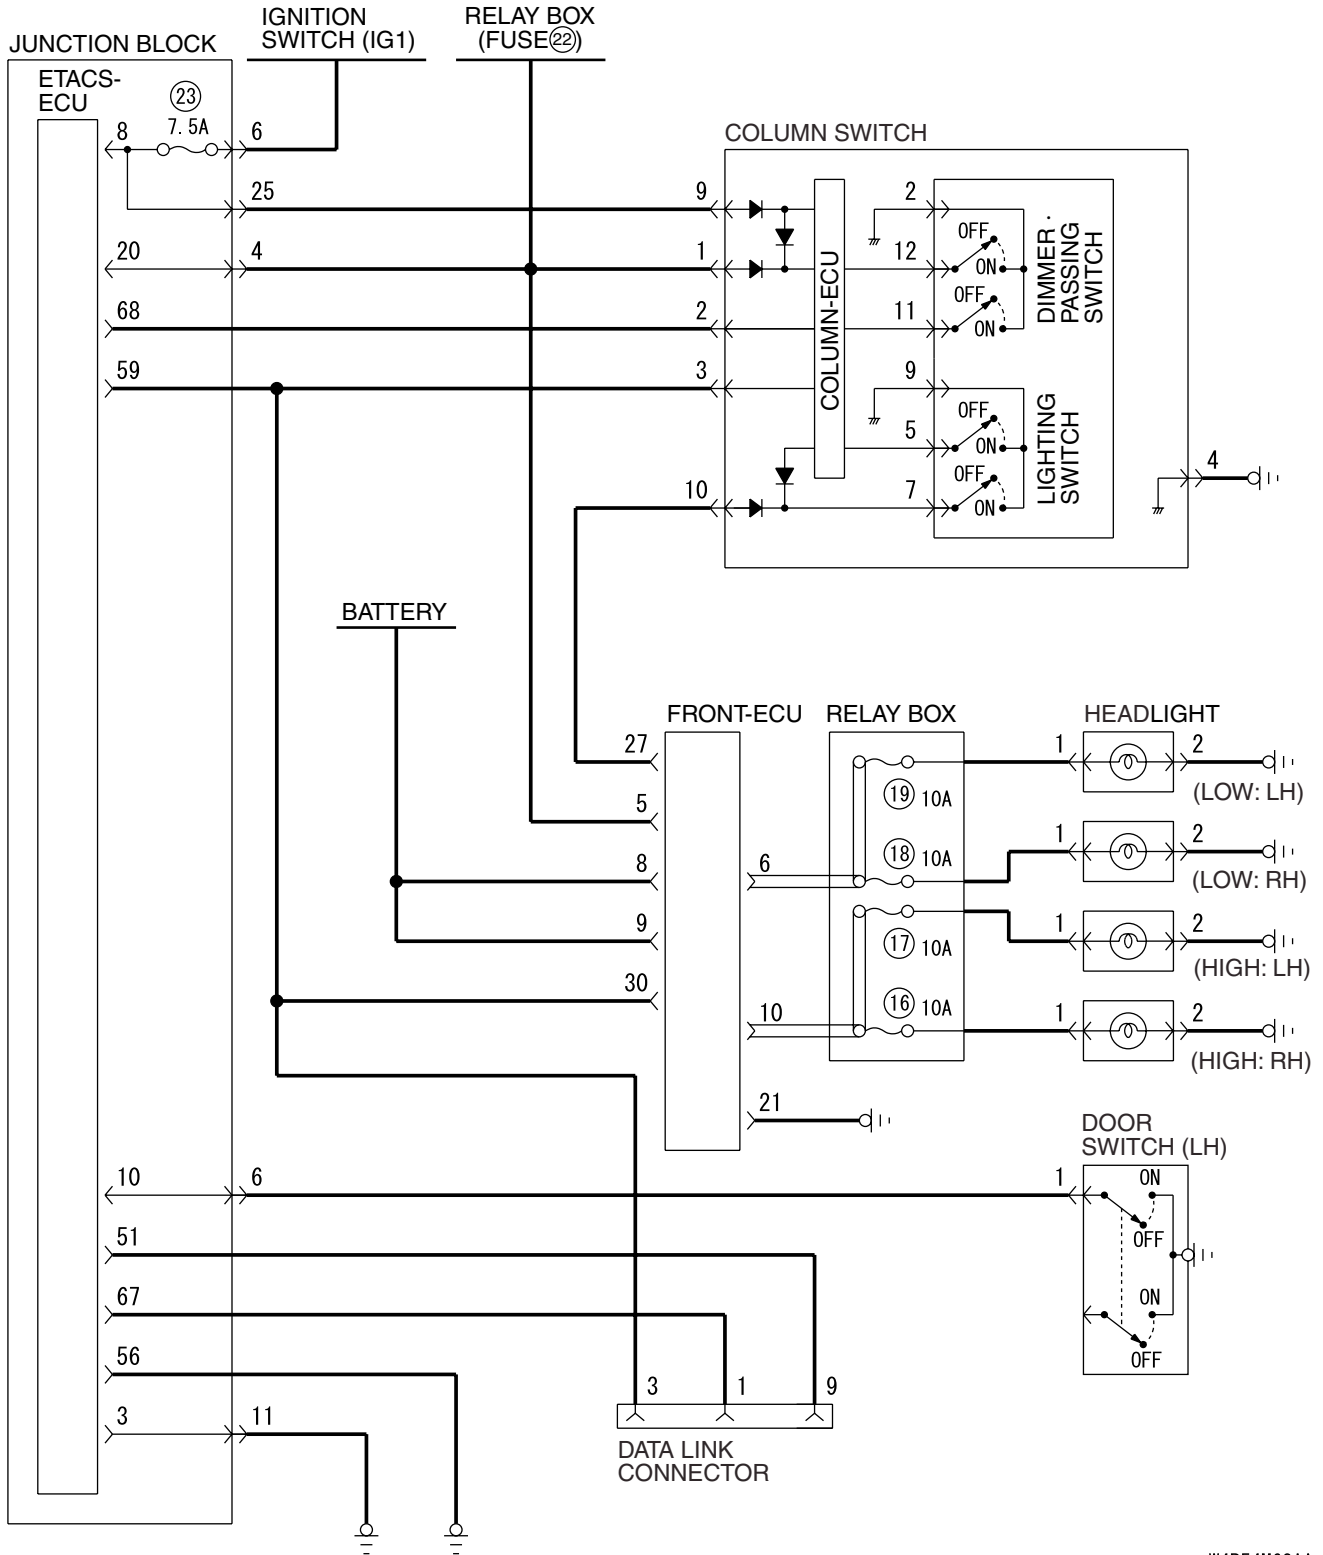 IGNITION
SWITCH (IG1)
RELAY BOX
(FUSE㉒)
JUNCTION BLOCK
ETACS-
ECU
㉓
7.5A
8
6
COLUMN SWITCH
25
9
2
20
4
1
12
68
2
11
59
3
9
5
10
7
4
COLUMN-ECU
OFF
ON
OFF
ON
DIMMER·
PASSING
SWITCH
OFF
ON
OFF
ON
LIGHTING
SWITCH
BATTERY
FRONT-ECU
RELAY BOX
HEADLIGHT
27
1
2
⑲ 10A
(LOW: LH)
5
1
2
⑱ 10A
8
6
(LOW: RH)
9
1
2
⑰ 10A
(HIGH: LH)
30
⑯ 10A
10
1
2
(HIGH: RH)
21
DOOR
SWITCH (LH)
10
6
1
ON
OFF
51
67
ON
OFF
56
3
1
9
3
11
DATA LINK
CONNECTOR